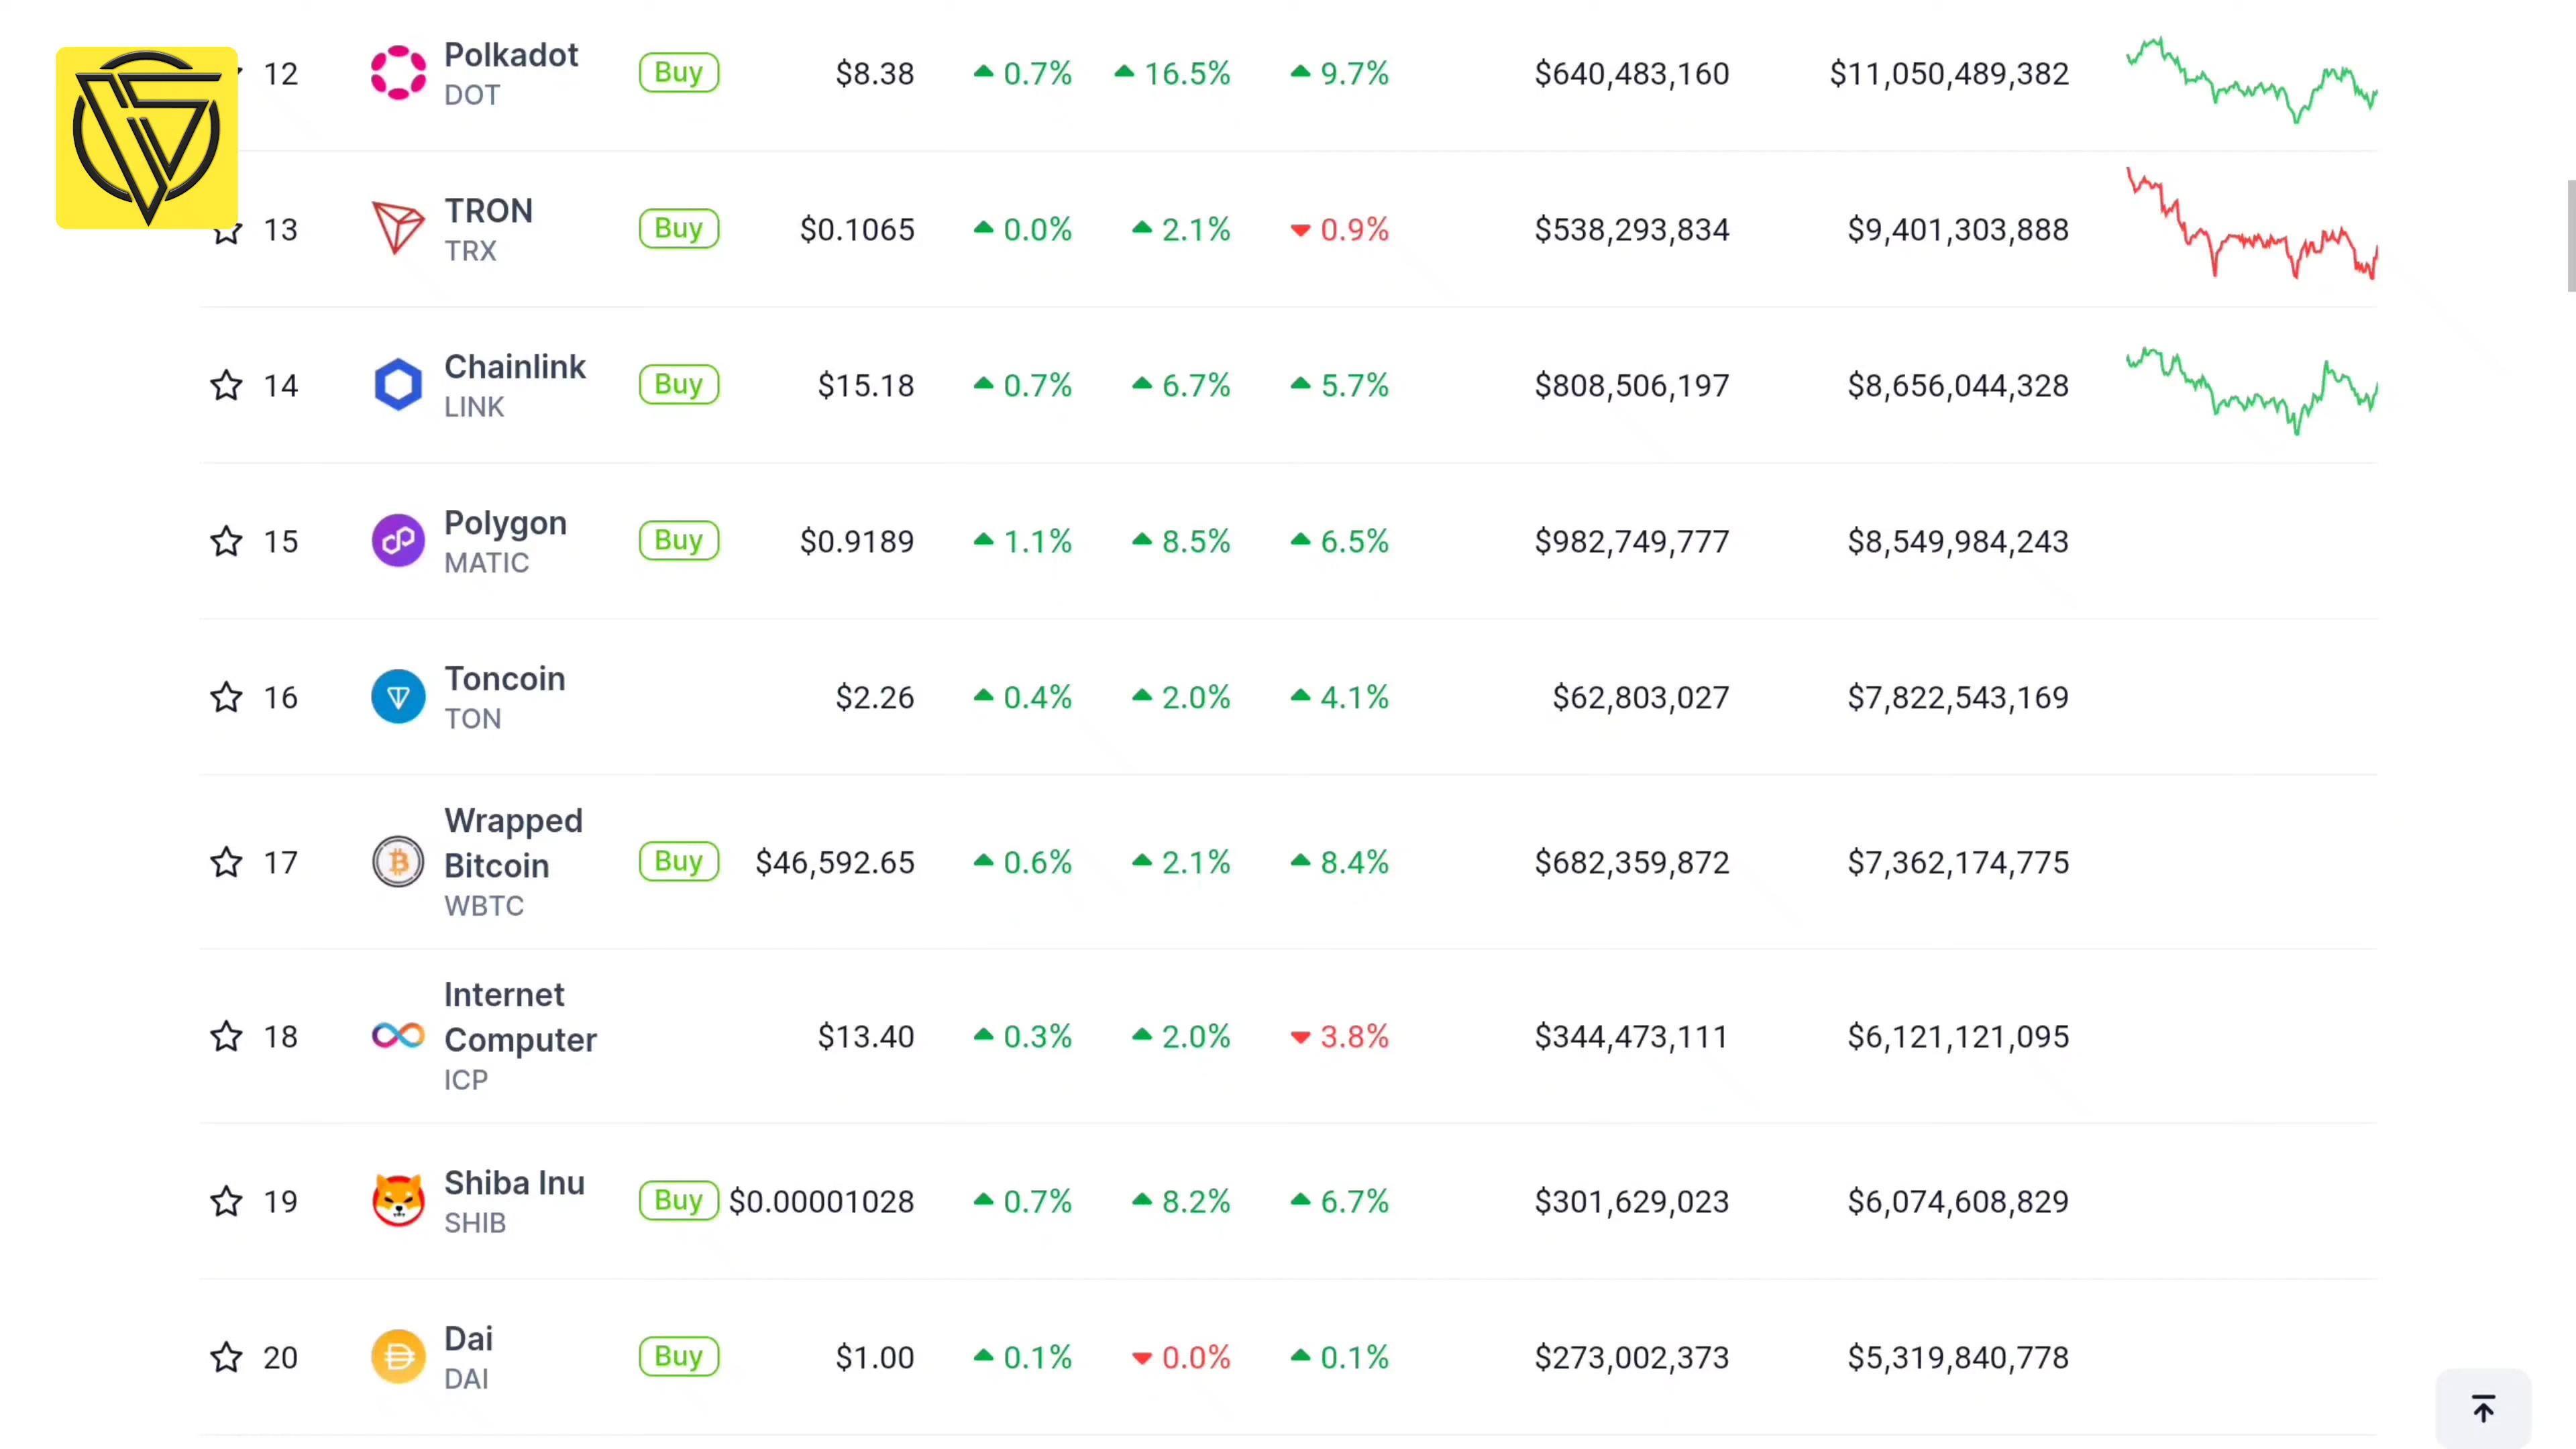 12 Polkadot DOT Buy $8.38 0.7% 16.5% 9.7% $640,483,160 $11,050,489,382
13 TRON TRX Buy $0.1065 0.0% 2.1% 0.9% $538,293,834 $9,401,303,888
14 Chainlink LINK Buy $15.18 0.7% 6.7% 5.7% $808,506,197 $8,656,044,328
15 Polygon MATIC Buy $0.9189 1.1% 8.5% 6.5% $982,749,777 $8,549,984,243
16 Toncoin TON $2.26 0.4% 2.0% 4.1% $62,803,027 $7,822,543,169
17 Wrapped Bitcoin WBTC Buy $46,592.65 0.6% 2.1% 8.4% $682,359,872 $7,362,174,775
18 Internet Computer ICP $13.40 0.3% 2.0% 3.8% $344,473,111 $6,121,121,095
19 Shiba Inu SHIB Buy $0.00001028 0.7% 8.2% 6.7% $301,629,023 $6,074,608,829
20 Dai DAI Buy $1.00 0.1% 0.0% 0.1% $273,002,373 $5,319,840,778